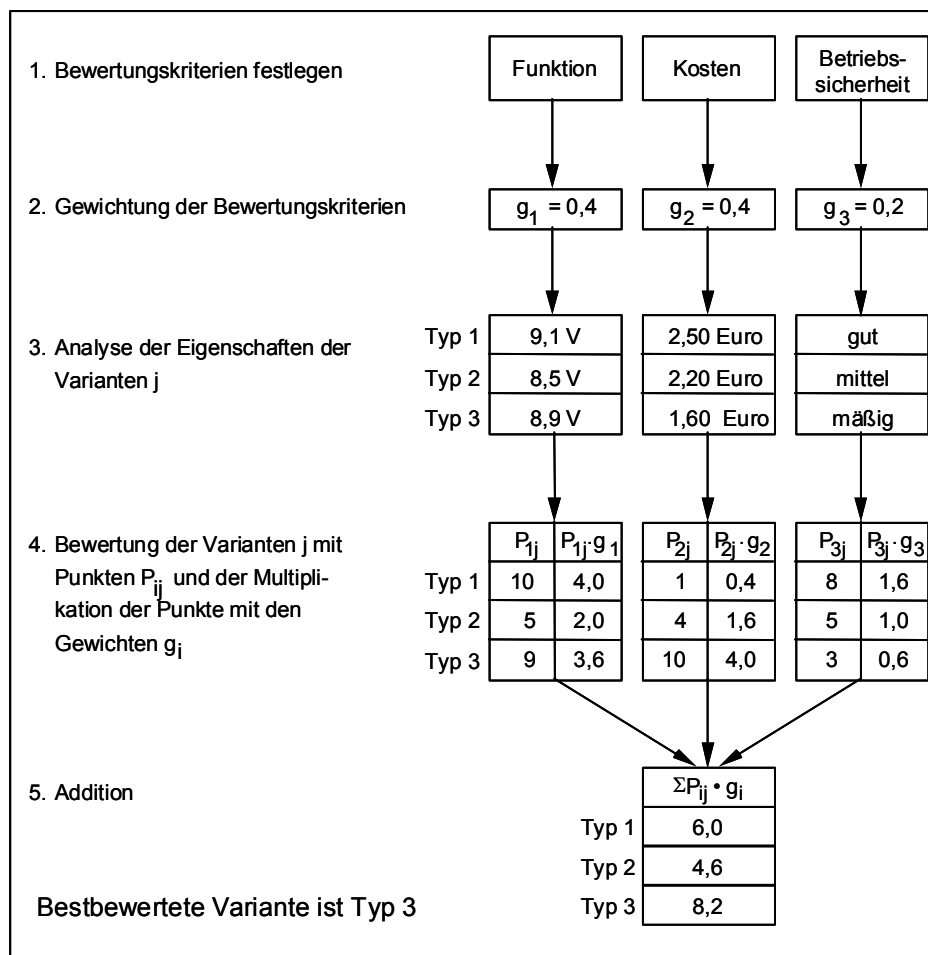 1. Bewertungskriterien festlegen
Funktion
Kosten
Betriebs-
sicherheit
2. Gewichtung der Bewertungskriterien
g1 = 0,4
g2 = 0,4
g3 = 0,2
3. Analyse der Eigenschaften der
Varianten j
Typ 1 9,1 V 2,50 Euro gut
Typ 2 8,5 V 2,20 Euro mittel
Typ 3 8,9 V 1,60 Euro mäßig
4. Bewertung der Varianten j mit
Punkten Pij und der Multipli-
kation der Punkte mit den
Gewichten gi
P1j P1j·g1 P2j P2j·g2 P3j P3j·g3
Typ 1 10 4,0 1 0,4 8 1,6
Typ 2 5 2,0 4 1,6 5 1,0
Typ 3 9 3,6 10 4,0 3 0,6
5. Addition
ΣPij • gi
Typ 1 6,0
Typ 2 4,6
Typ 3 8,2
Bestbewertete Variante ist Typ 3